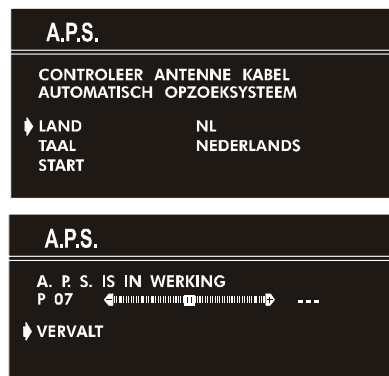 A.P.S.
CONTROLEER ANTENNE KABEL
AUTOMATISCH OPZOEKSYSTEEM
LAND NL
TAAL NEDERLANDS
START
A.P.S.
A. P. S. IS IN WERKING
P 07 - + ---
VERVALT